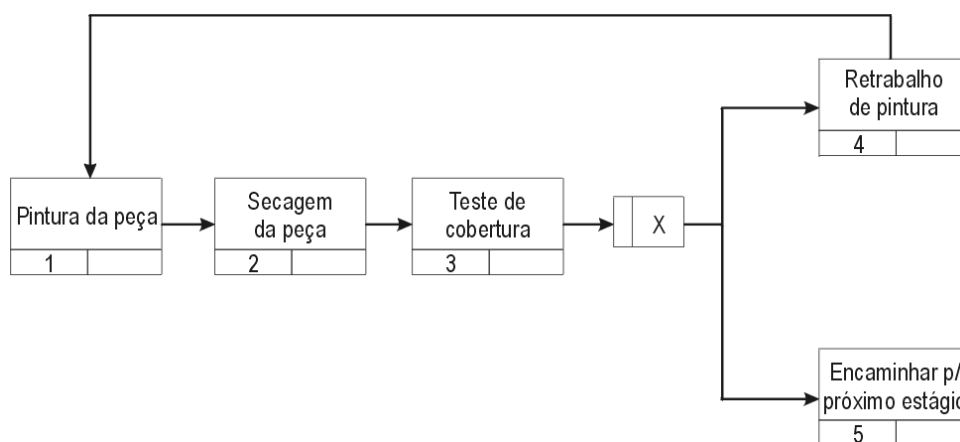 Retrabalho
de pintura
4
Pintura da peça
1
Secagem
da peça
2
Teste de
cobertura
3
X
Encaminhar p/
próximo estágio
5